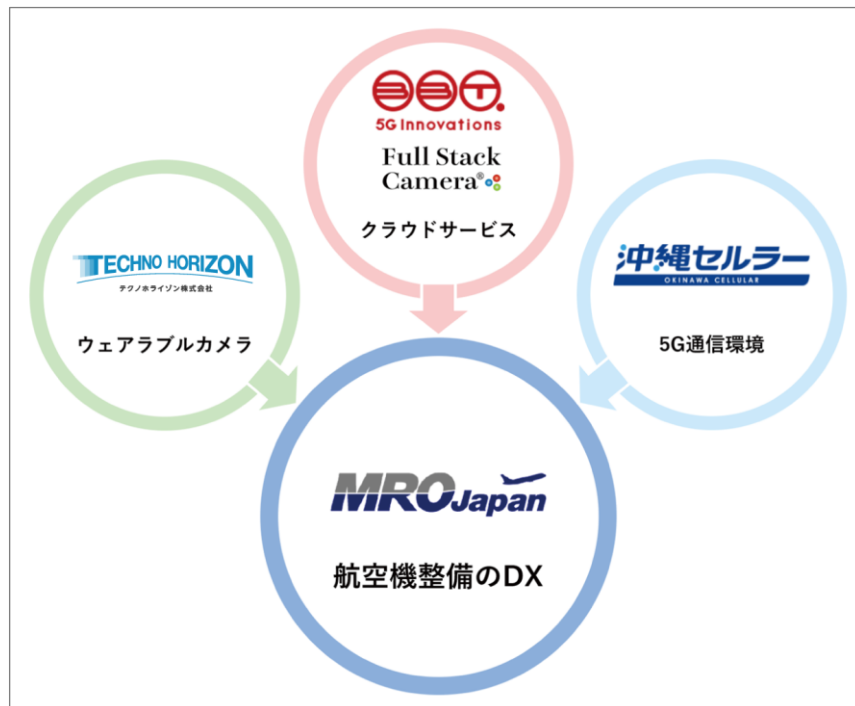 BBT.
5G Innovations
Full Stack
Camera®
クラウドサービス
TECHNO HORIZON
テクノホライゾン株式会社
ウェアラブルカメラ
沖縄セルラー
OKINAWA CELLULAR
5G通信環境
MRO Japan
航空機整備のDX